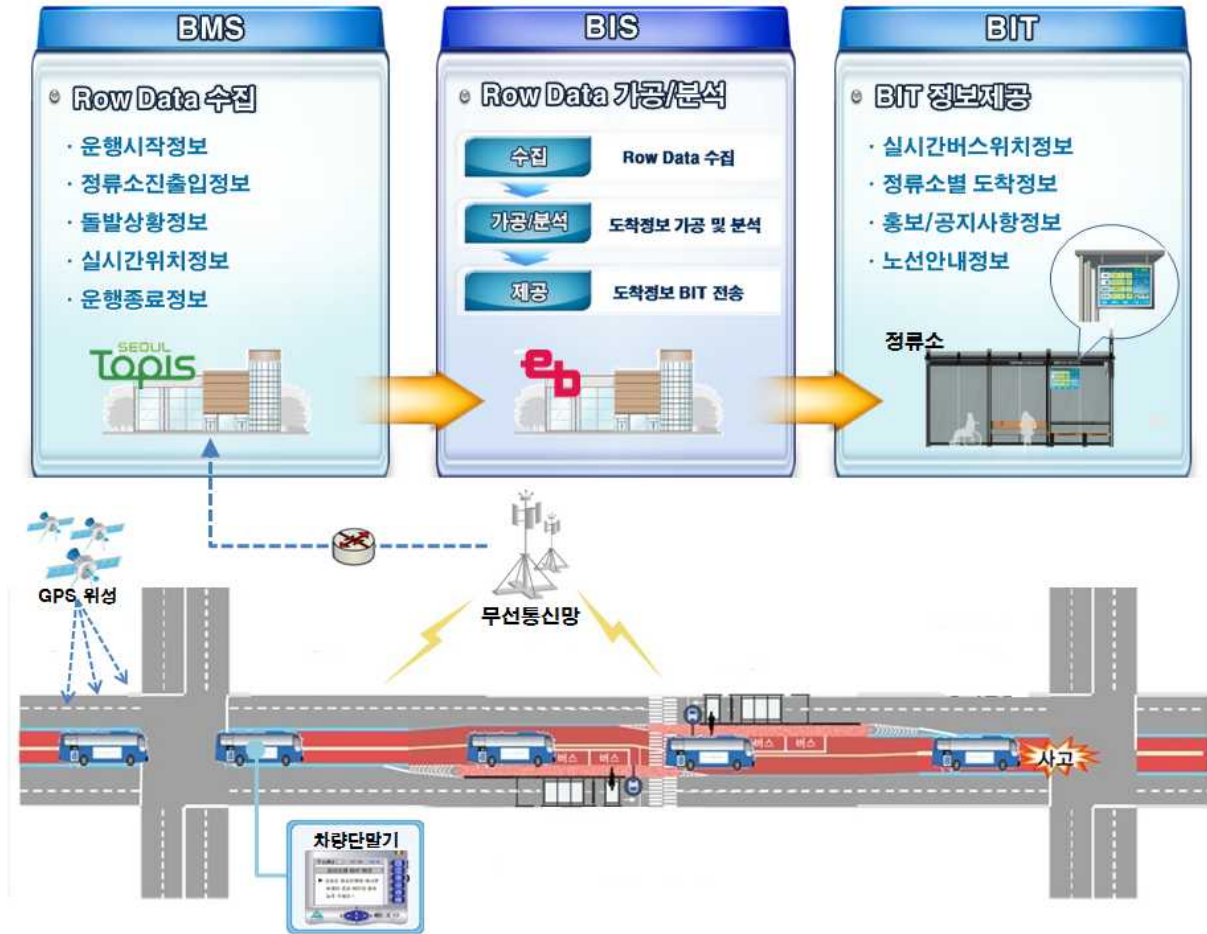 BMS
Row Data 수집
· 운행시작정보
· 정류소진출입정보
· 돌발상황정보
· 실시간위치정보
· 운행종료정보
SEOUL
Topis
BIS
Row Data 가공/분석
수집 Row Data 수집
가공/분석 도착정보 가공 및 분석
제공 도착정보 BIT 전송
eb
BIT
BIT 정보제공
· 실시간버스위치정보
· 정류소별 도착정보
· 홍보/공지사항정보
· 노선안내정보
정류소
GPS 위성
무선통신망
버스 버스
버스 버스
사고
차량단말기